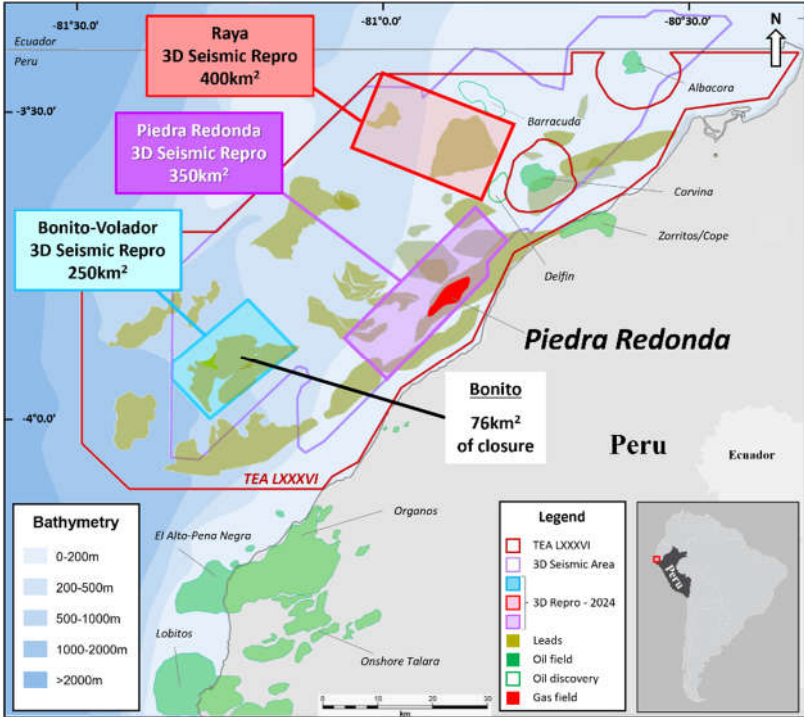 -81°30.0'
-81°0.0'
-80°30.0'
Ecuador
Peru
N
-3°30.0'
-4°0.0'
Raya
3D Seismic Repro
400km²
Piedra Redonda
3D Seismic Repro
350km²
Bonito-Volador
3D Seismic Repro
250km²
Albacora
Barracuda
Corvina
Zorritos/Cope
Delfin
Piedra Redonda
Bonito
76km²
of closure
Peru
Ecuador
TEA LXXXVI
El Alto-Pena Negra
Organos
Lobitos
Onshore Talara
Bathymetry
0-200m
200-500m
500-1000m
1000-2000m
>2000m
Legend
TEA LXXXVI
3D Seismic Area
3D Repro - 2024
Leads
Oil field
Oil discovery
Gas field
0 10 20 30
km
Peru